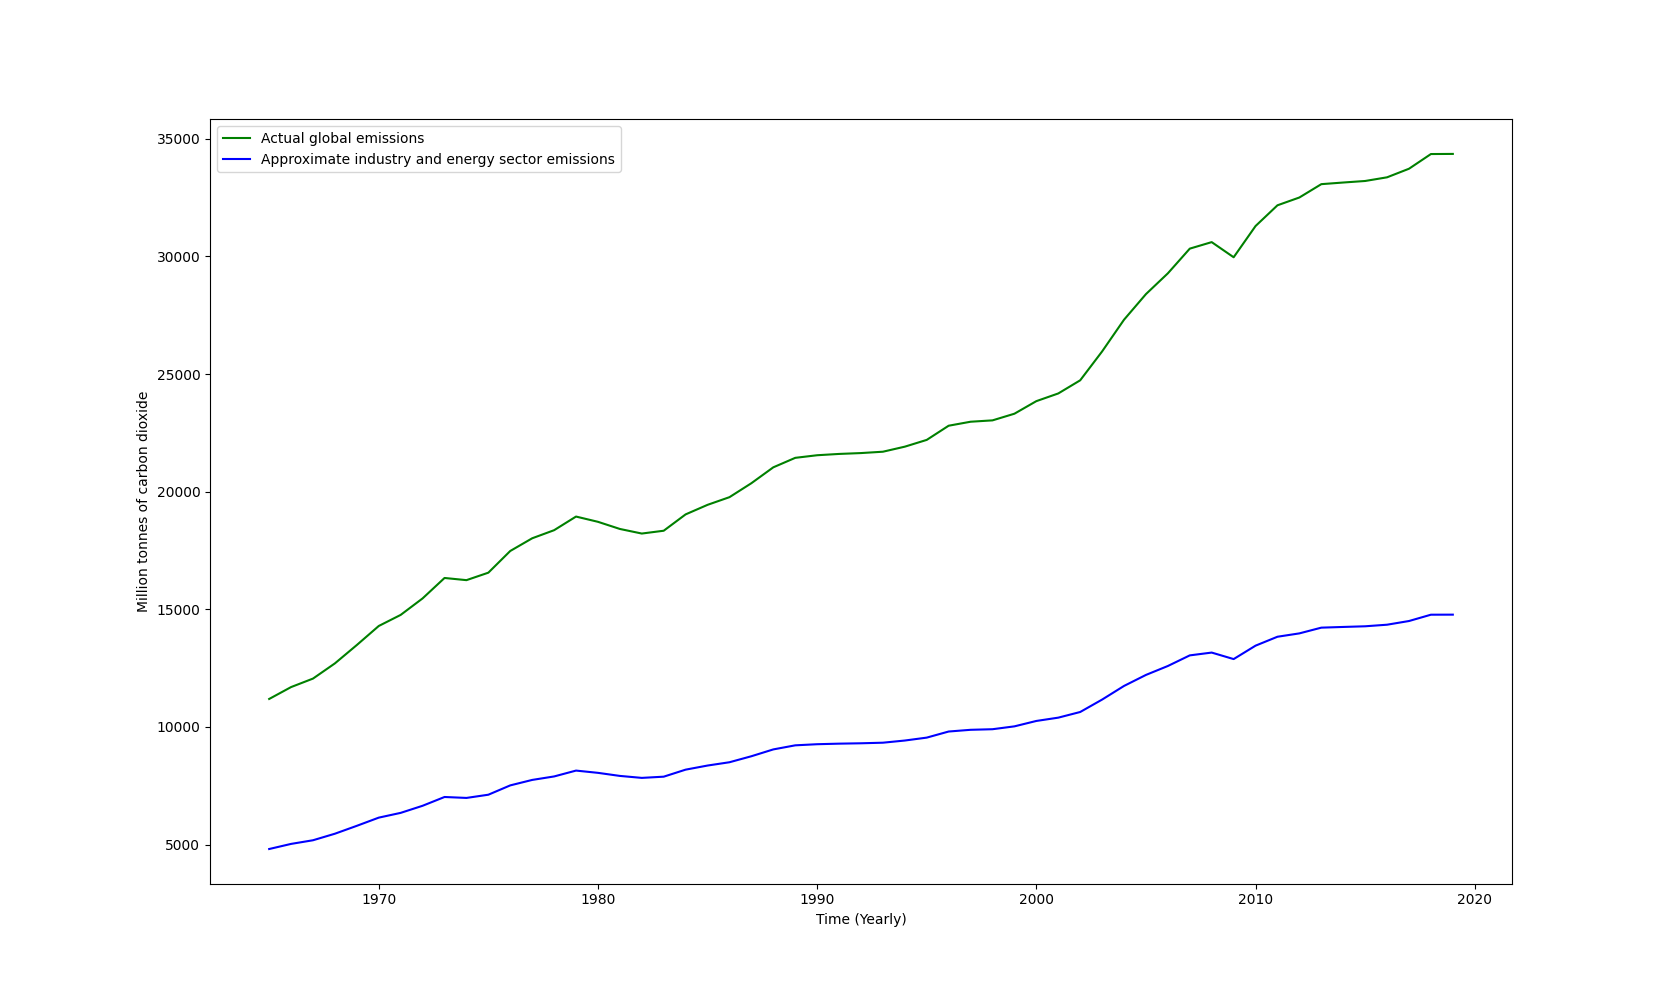 Actual global emissions
Approximate industry and energy sector emissions
35000
30000
25000
20000
15000
10000
5000
Million tonnes of carbon dioxide
1970 1980 1990 2000 2010 2020
Time (Yearly)